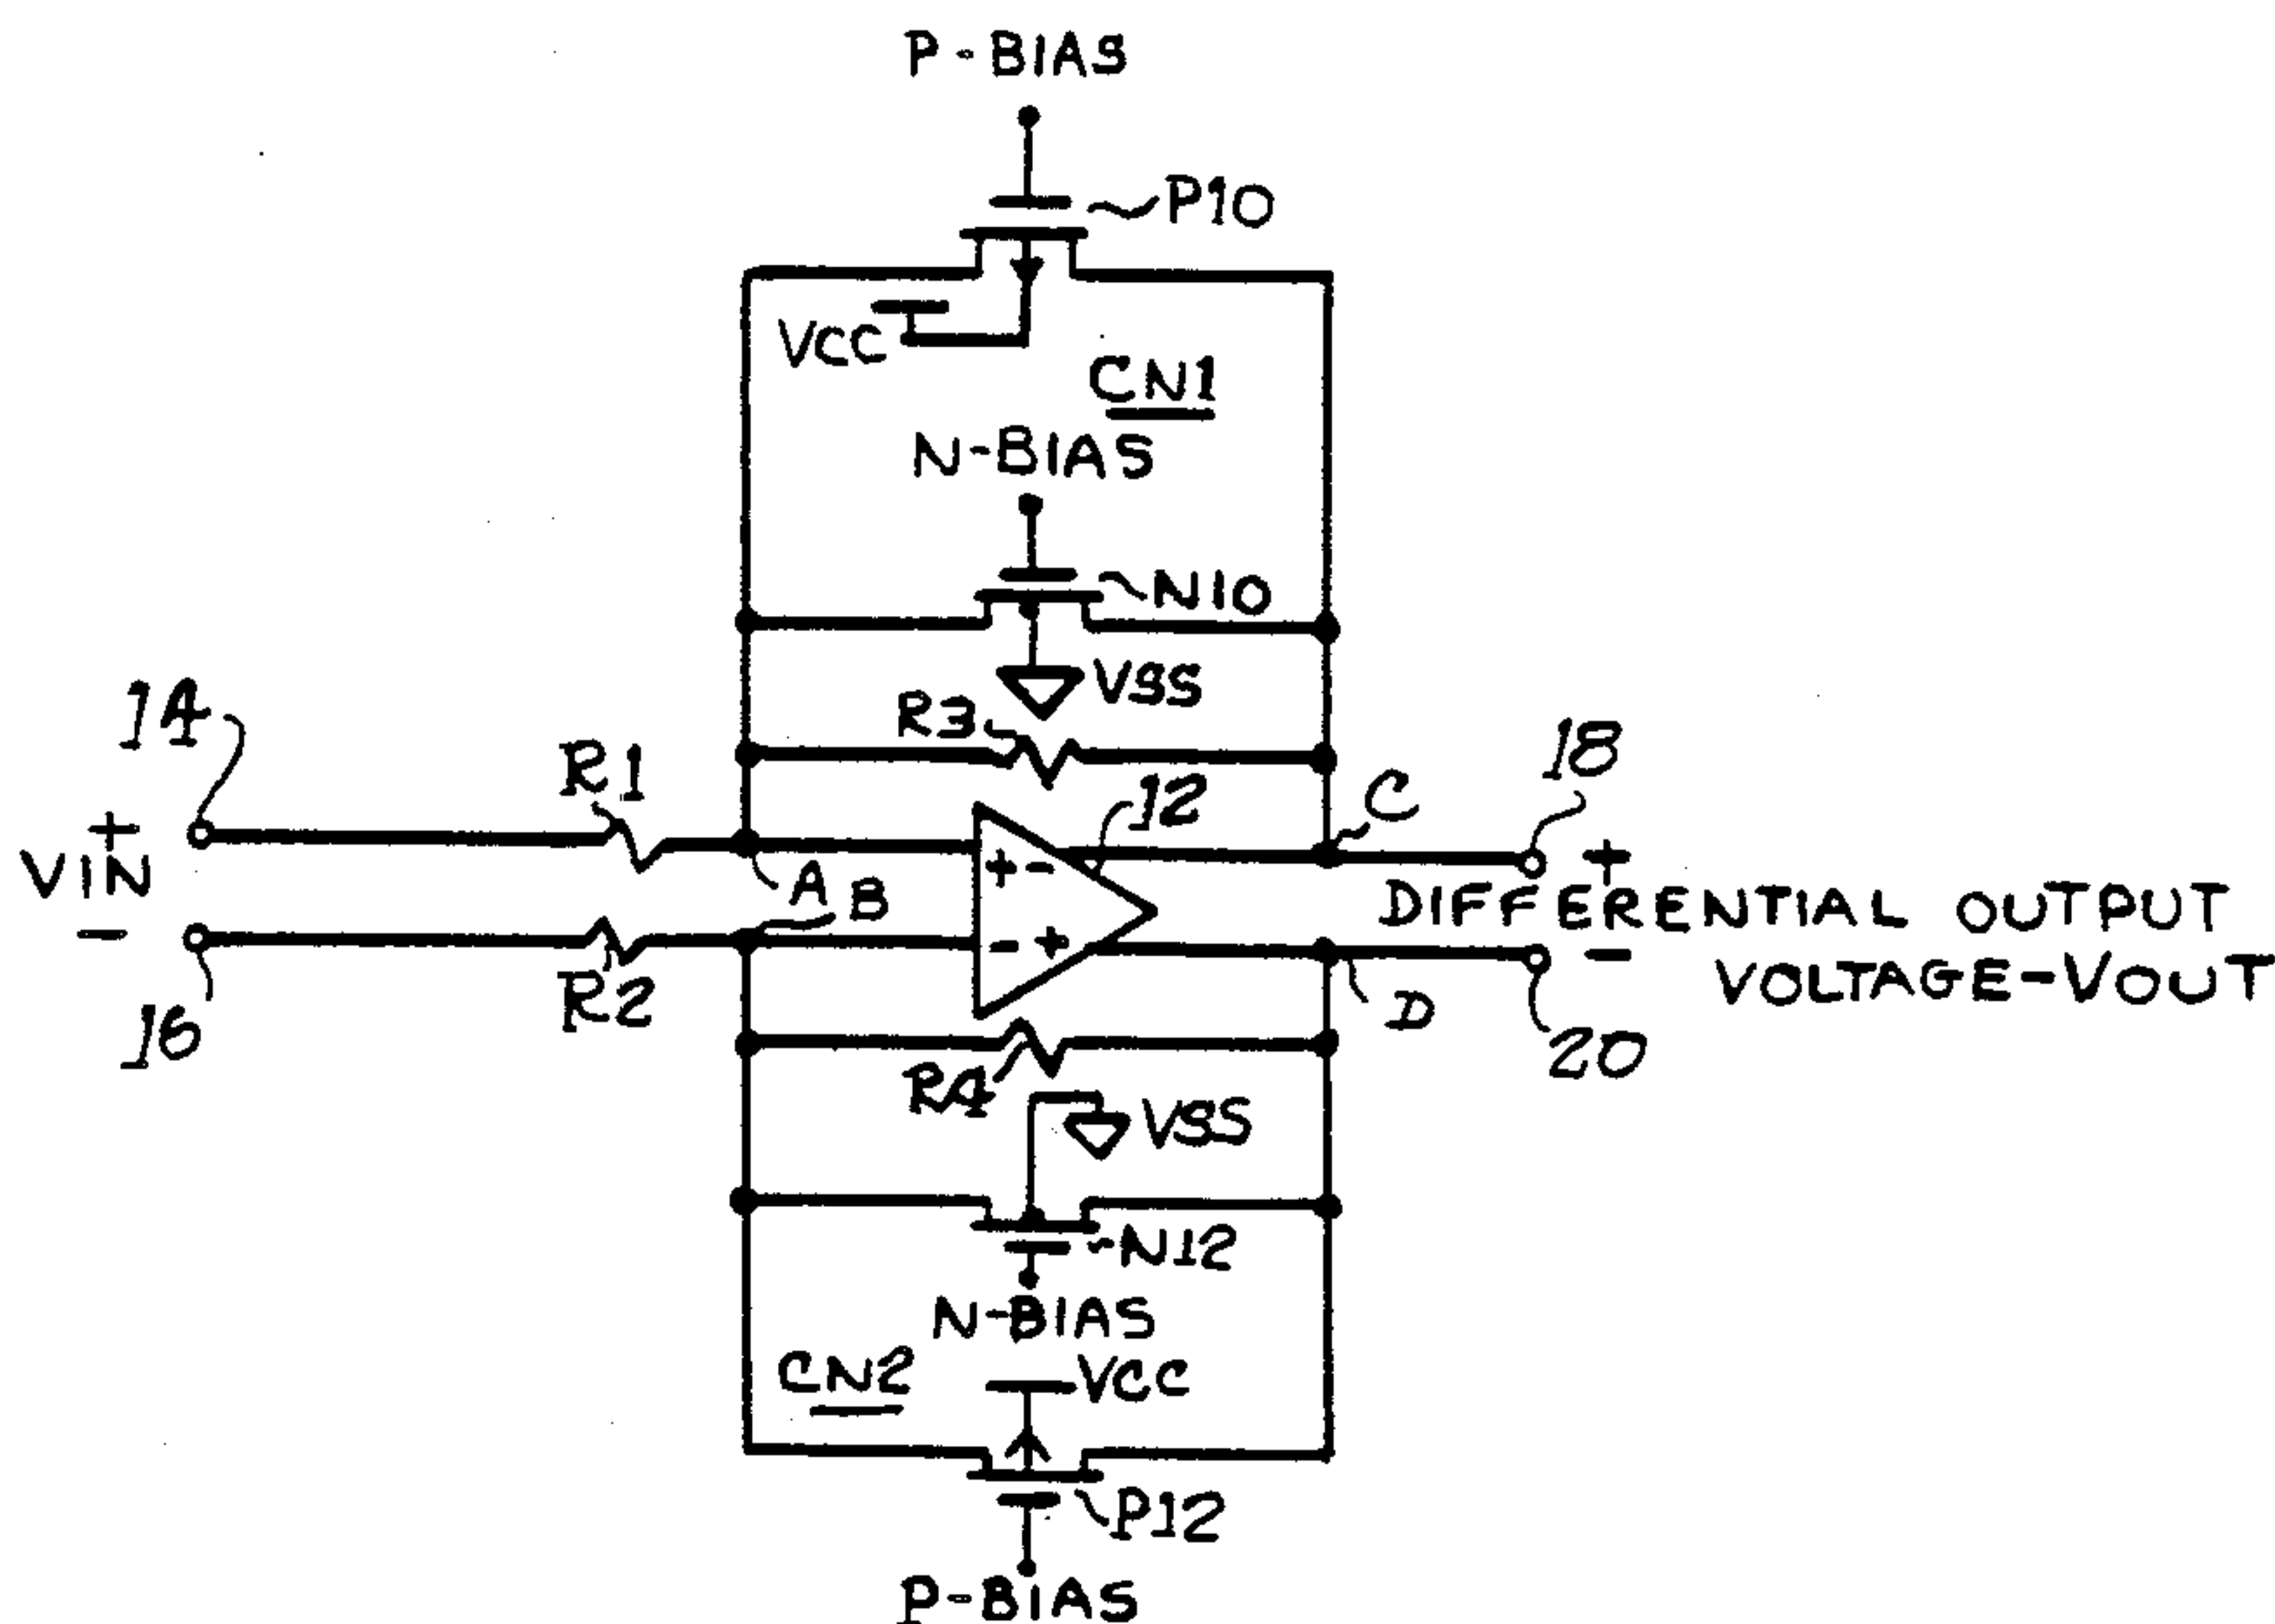 P-BIAS
P10
VCC
CN1
N-BIAS
N10
VSS
R3
14
R1
12
C
18
+
VIN
-
A
B
+ -
- +
+
DIFFERENTIAL OUTPUT
-
VOLTAGE-VOUT
16
R2
D
20
R4
VSS
N12
N-BIAS
CN2
VCC
P12
P-BIAS